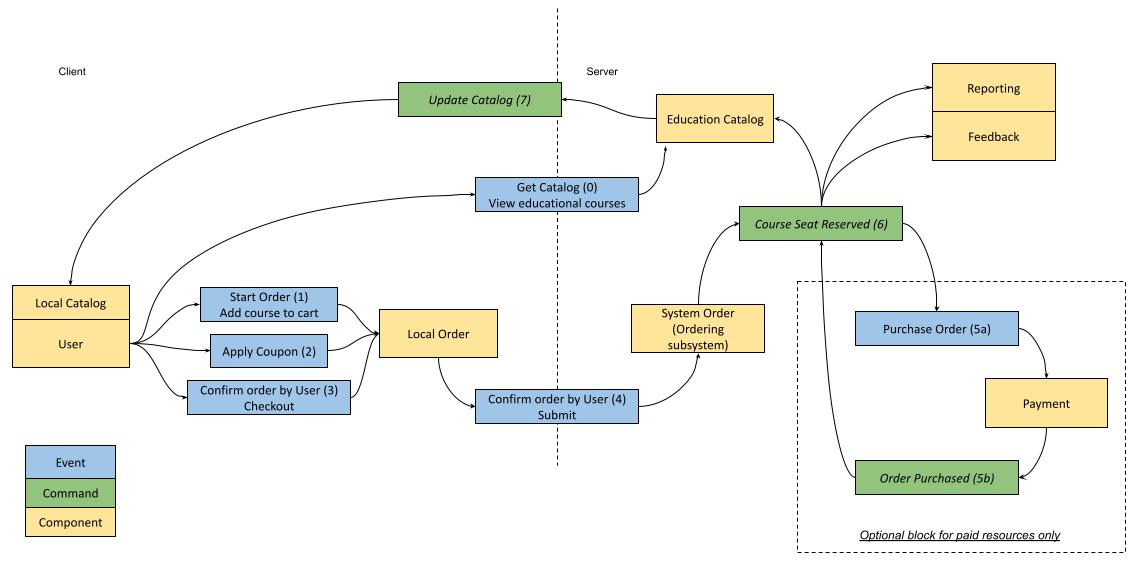 Client
Server
Update Catalog (7)
Education Catalog
Reporting
Feedback
Get Catalog (0)
View educational courses
Course Seat Reserved (6)
Local Catalog
User
Start Order (1)
Add course to cart
Apply Coupon (2)
Confirm order by User (3)
Checkout
Local Order
Confirm order by User (4)
Submit
System Order
(Ordering
subsystem)
Purchase Order (5a)
Payment
Order Purchased (5b)
Optional block for paid resources only
Event
Command
Component